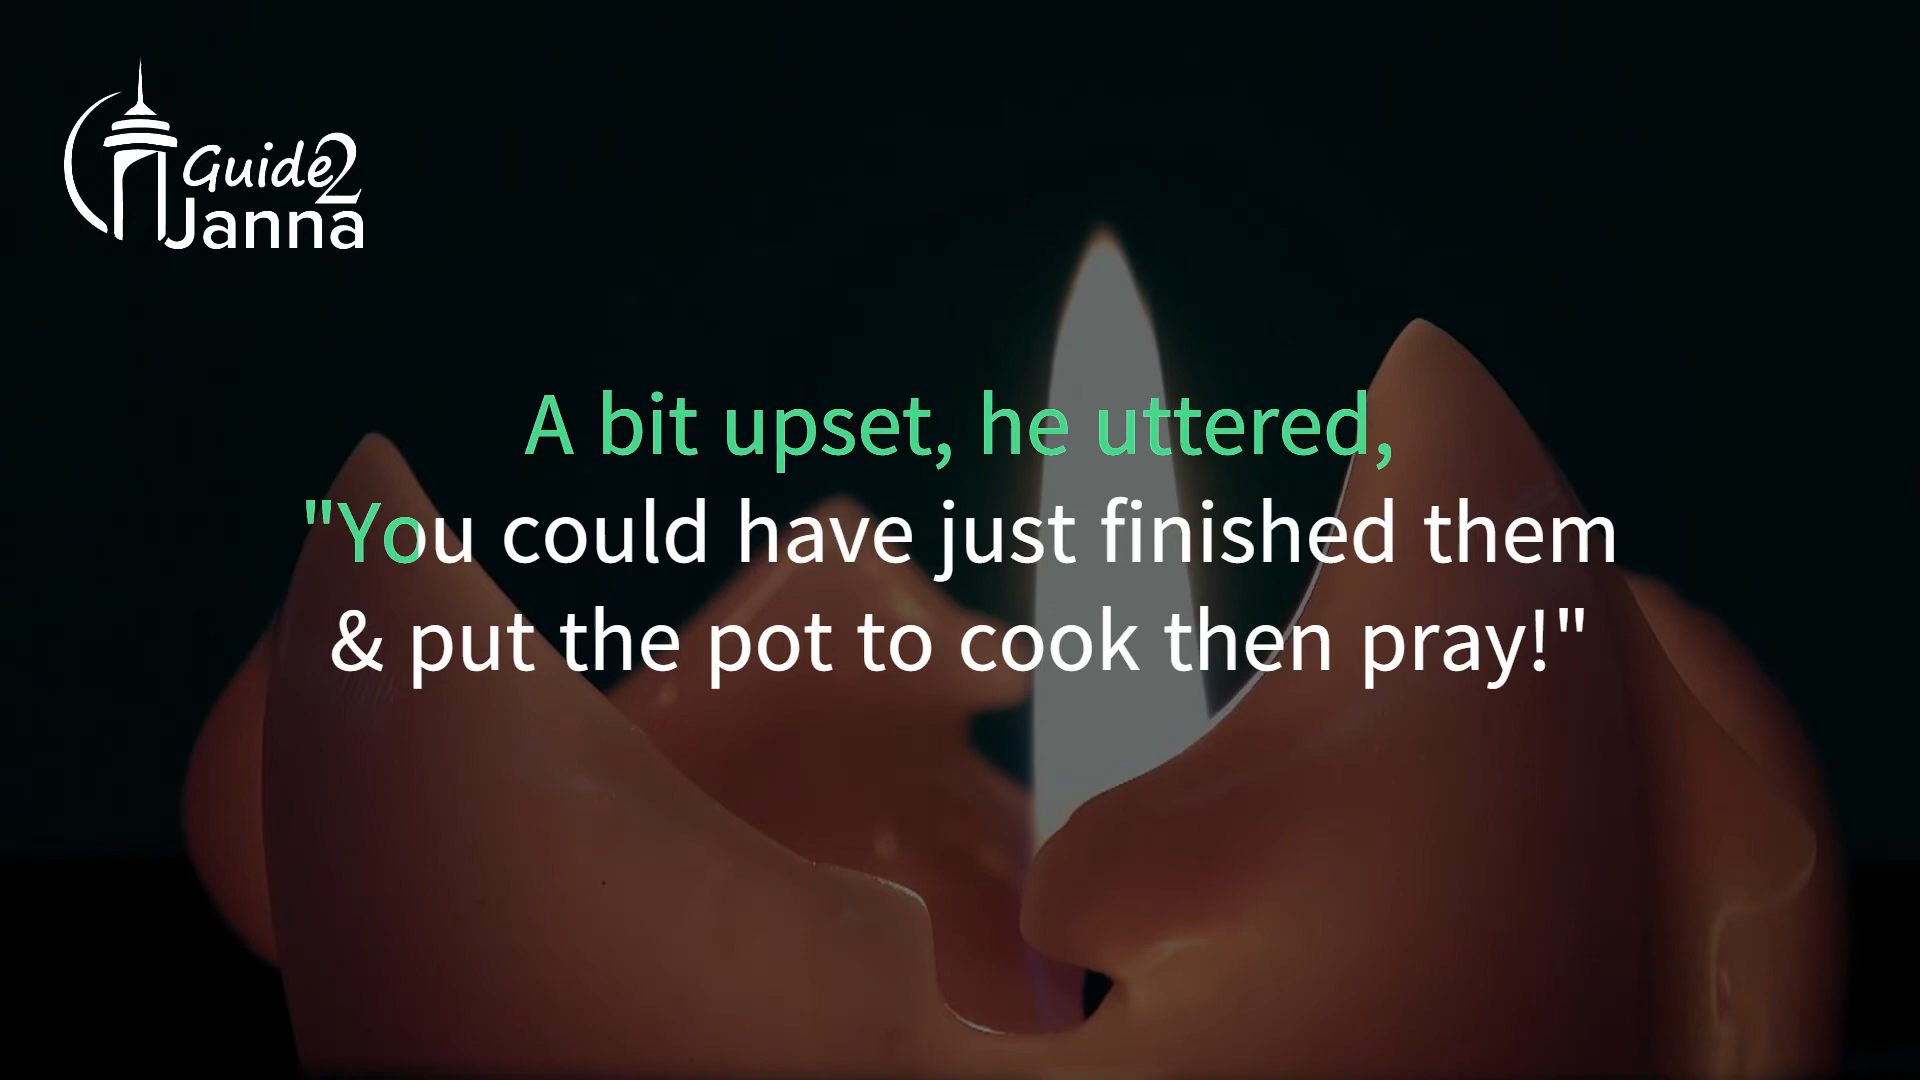 Guide2
Janna
A bit upset, he uttered,
"You could have just finished them
& put the pot to cook then pray!"